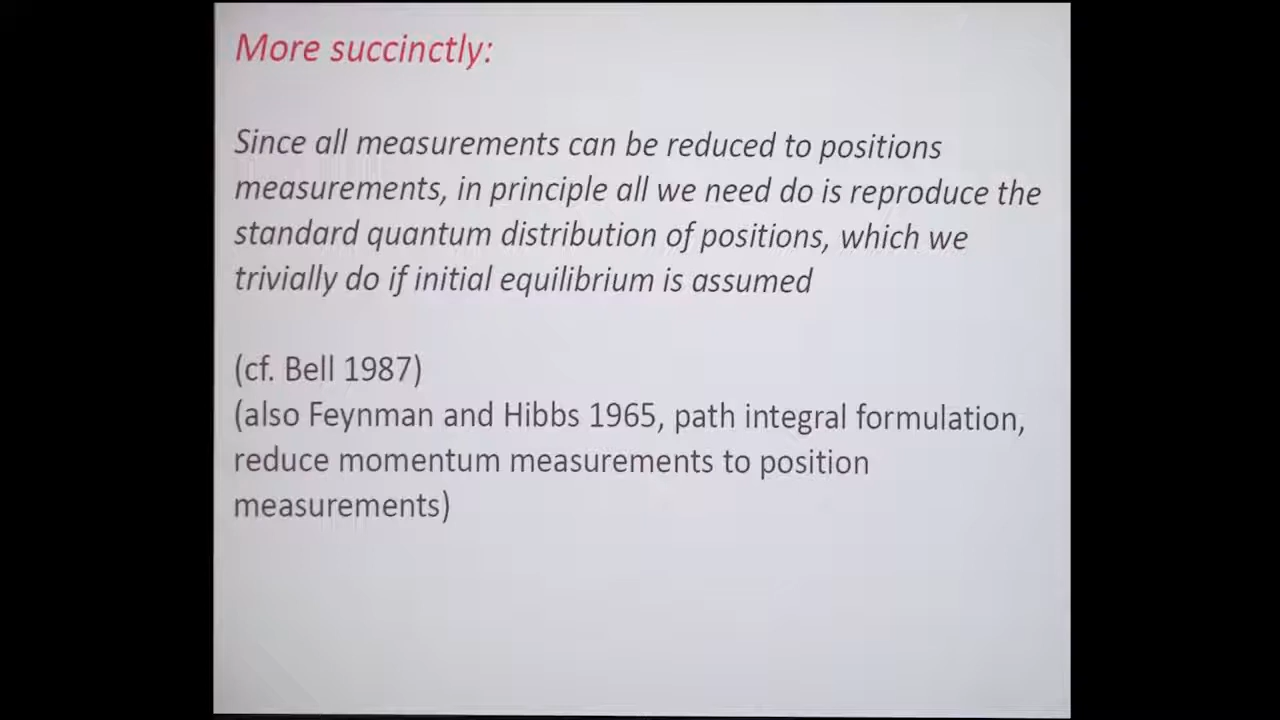 More succinctly:
Since all measurements can be reduced to positions
measurements, in principle all we need do is reproduce the
standard quantum distribution of positions, which we
trivially do if initial equilibrium is assumed
(cf. Bell 1987)
(also Feynman and Hibbs 1965, path integral formulation,
reduce momentum measurements to position
measurements)